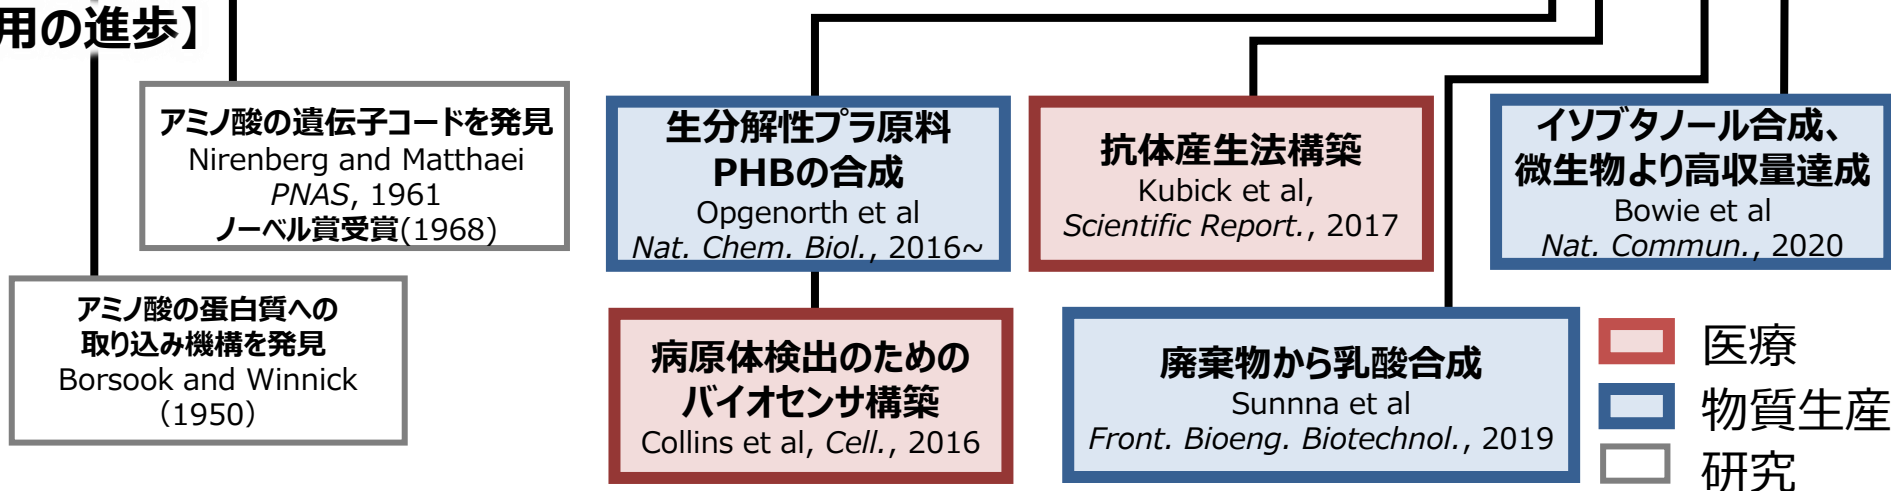 用の進歩】
アミノ酸の遺伝子コードを発見
Nirenberg and Matthaei
PNAS, 1961
ノーベル賞受賞(1968)
アミノ酸の蛋白質への
取り込み機構を発見
Borsook and Winnick
(1950)
生分解性プラ原料
PHBの合成
Opgenorth et al
Nat. Chem. Biol., 2016~
病原体検出のための
バイオセンサ構築
Collins et al, Cell., 2016
抗体産生法構築
Kubick et al,
Scientific Report., 2017
廃棄物から乳酸合成
Sunnna et al
Front. Bioeng. Biotechnol., 2019
イソブタノール合成、
微生物より高収量達成
Bowie et al
Nat. Commun., 2020
医療
物質生産
研究